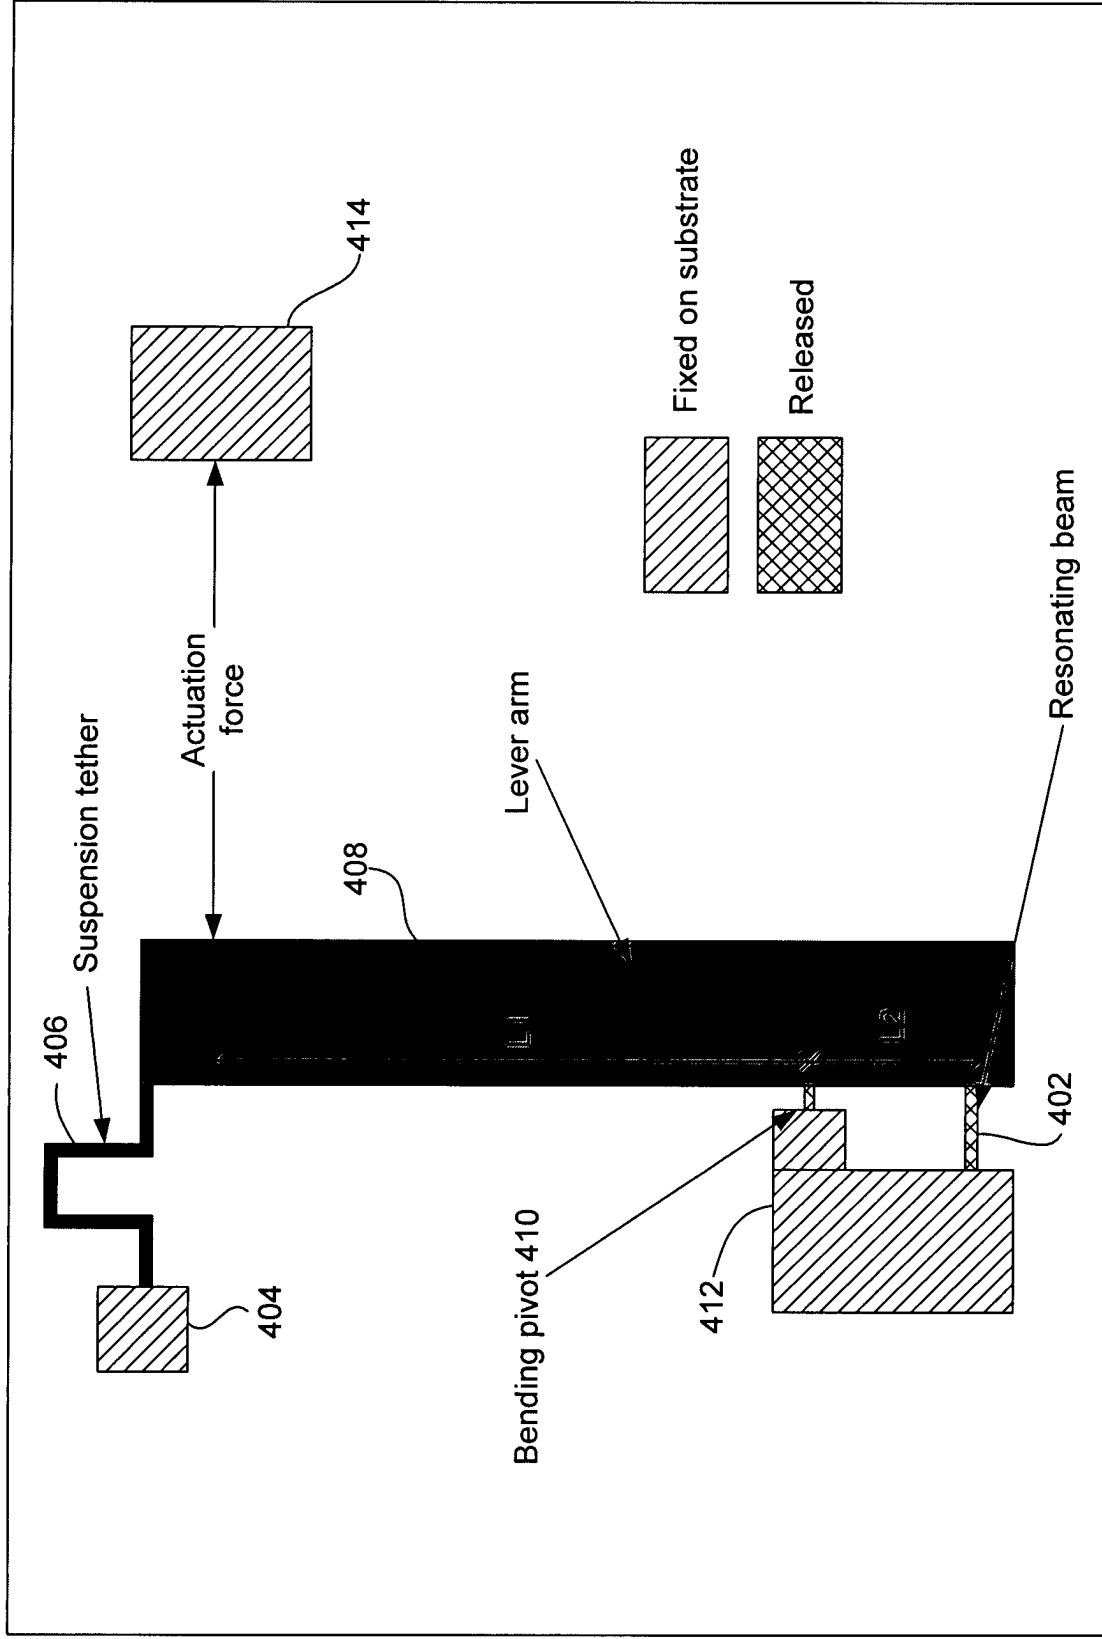 406
Suspension tether
Actuation
force
414
404
408
Lever arm
L1
L2
Bending pivot 410
412
402
Resonating beam
Fixed on substrate
Released